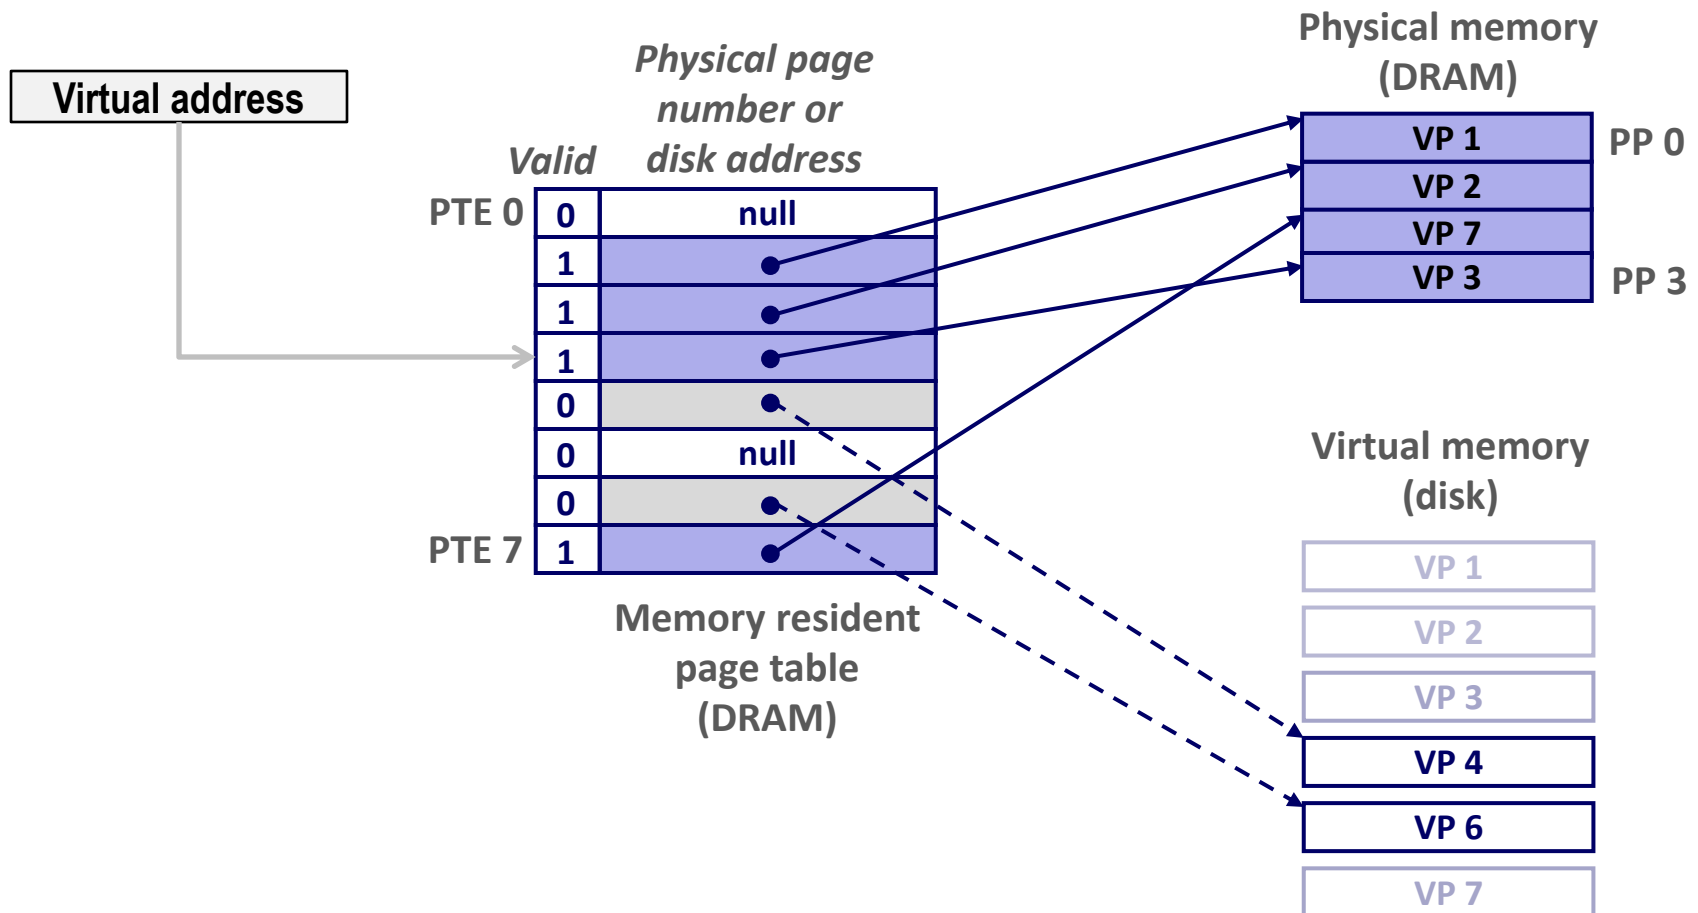 Virtual address
Physical page
number or
disk address
Valid
PTE 0
0
null
1
1
1
0
0
null
0
PTE 7
1
Memory resident
page table
(DRAM)
Physical memory
(DRAM)
VP 1
PP 0
VP 2
VP 7
VP 3
PP 3
Virtual memory
(disk)
VP 1
VP 2
VP 3
VP 4
VP 6
VP 7